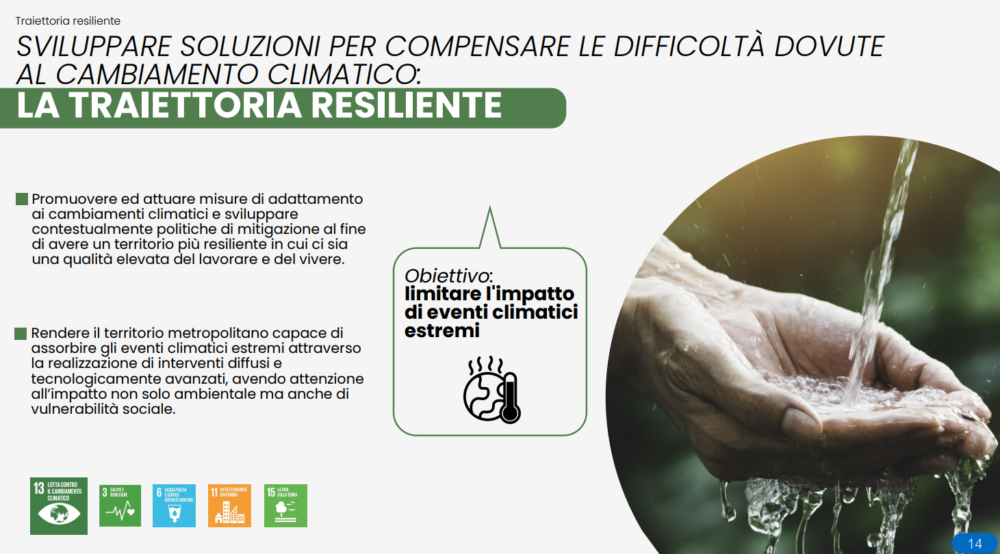 Traiettoria resiliente
SVILUPPARE SOLUZIONI PER COMPENSARE LE DIFFICOLTÀ DOVUTE
AL CAMBIAMENTO CLIMATICO:
LA TRAIETTORIA RESILIENTE
Promuovere ed attuare misure di adattamento
ai cambiamenti climatici e sviluppare
contestualmente politiche di mitigazione al fine
di avere un territorio più resiliente in cui ci sia
una qualità elevata del lavorare e del vivere.
Rendere il territorio metropolitano capace di
assorbire gli eventi climatici estremi attraverso
la realizzazione di interventi diffusi e
tecnologicamente avanzati, avendo attenzione
all’impatto non solo ambientale ma anche di
vulnerabilità sociale.
Obiettivo:
limitare l'impatto
di eventi climatici
estremi
13 LOTTA CONTRO
IL CAMBIAMENTO
CLIMATICO
3 SALUTE E
BENESSERE
6 ACQUA PULITA
E SERVIZI
IGIENICO-SANITARI
11 CITTÀ E COMUNITÀ
SOSTENIBILI
15 LA VITA
SULLA TERRA
14